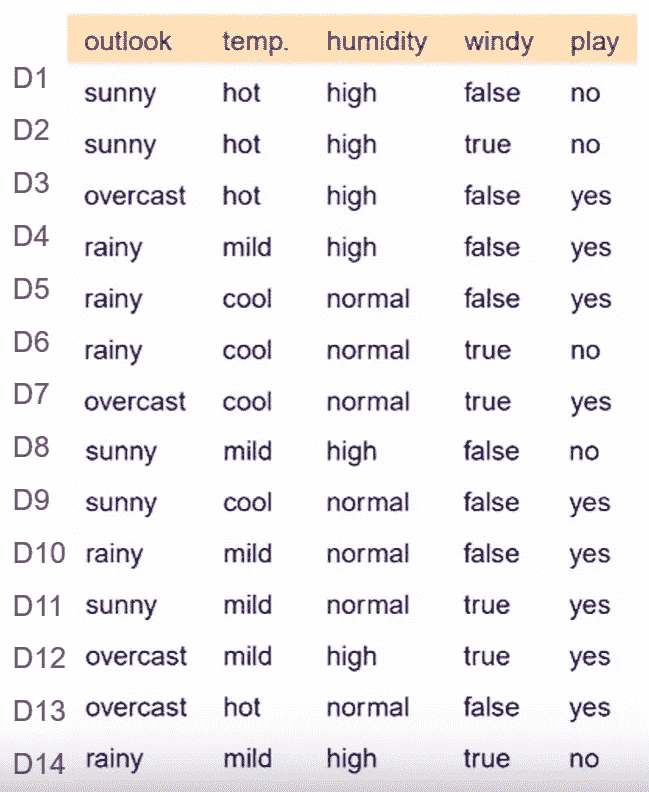 outlook temp. humidity windy play
D1 sunny hot high false no
D2 sunny hot high true no
D3 overcast hot high false yes
D4 rainy mild high false yes
D5 rainy cool normal false yes
D6 rainy cool normal true no
D7 overcast cool normal true yes
D8 sunny mild high false no
D9 sunny cool normal false yes
D10 rainy mild normal false yes
D11 sunny mild normal true yes
D12 overcast mild high true yes
D13 overcast hot normal false yes
D14 rainy mild high true no